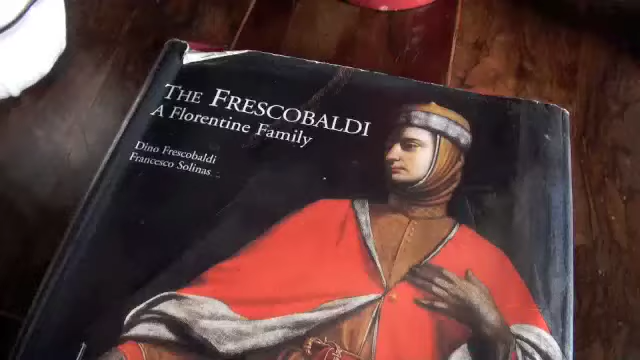 THE FRESCOBALDI
A Florentine Family
Dino Frescobaldi
Francesco Solinas